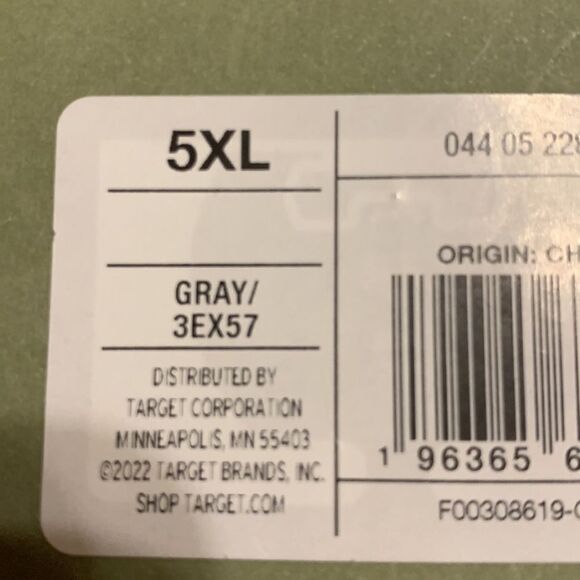 5XL
GRAY/
3EX57
DISTRIBUTED BY
TARGET CORPORATION
MINNEAPOLIS, MN 55403
©2022 TARGET BRANDS, INC.
SHOP TARGET.COM
044 05 228
ORIGIN: CH
1 96365 6
F00308619-